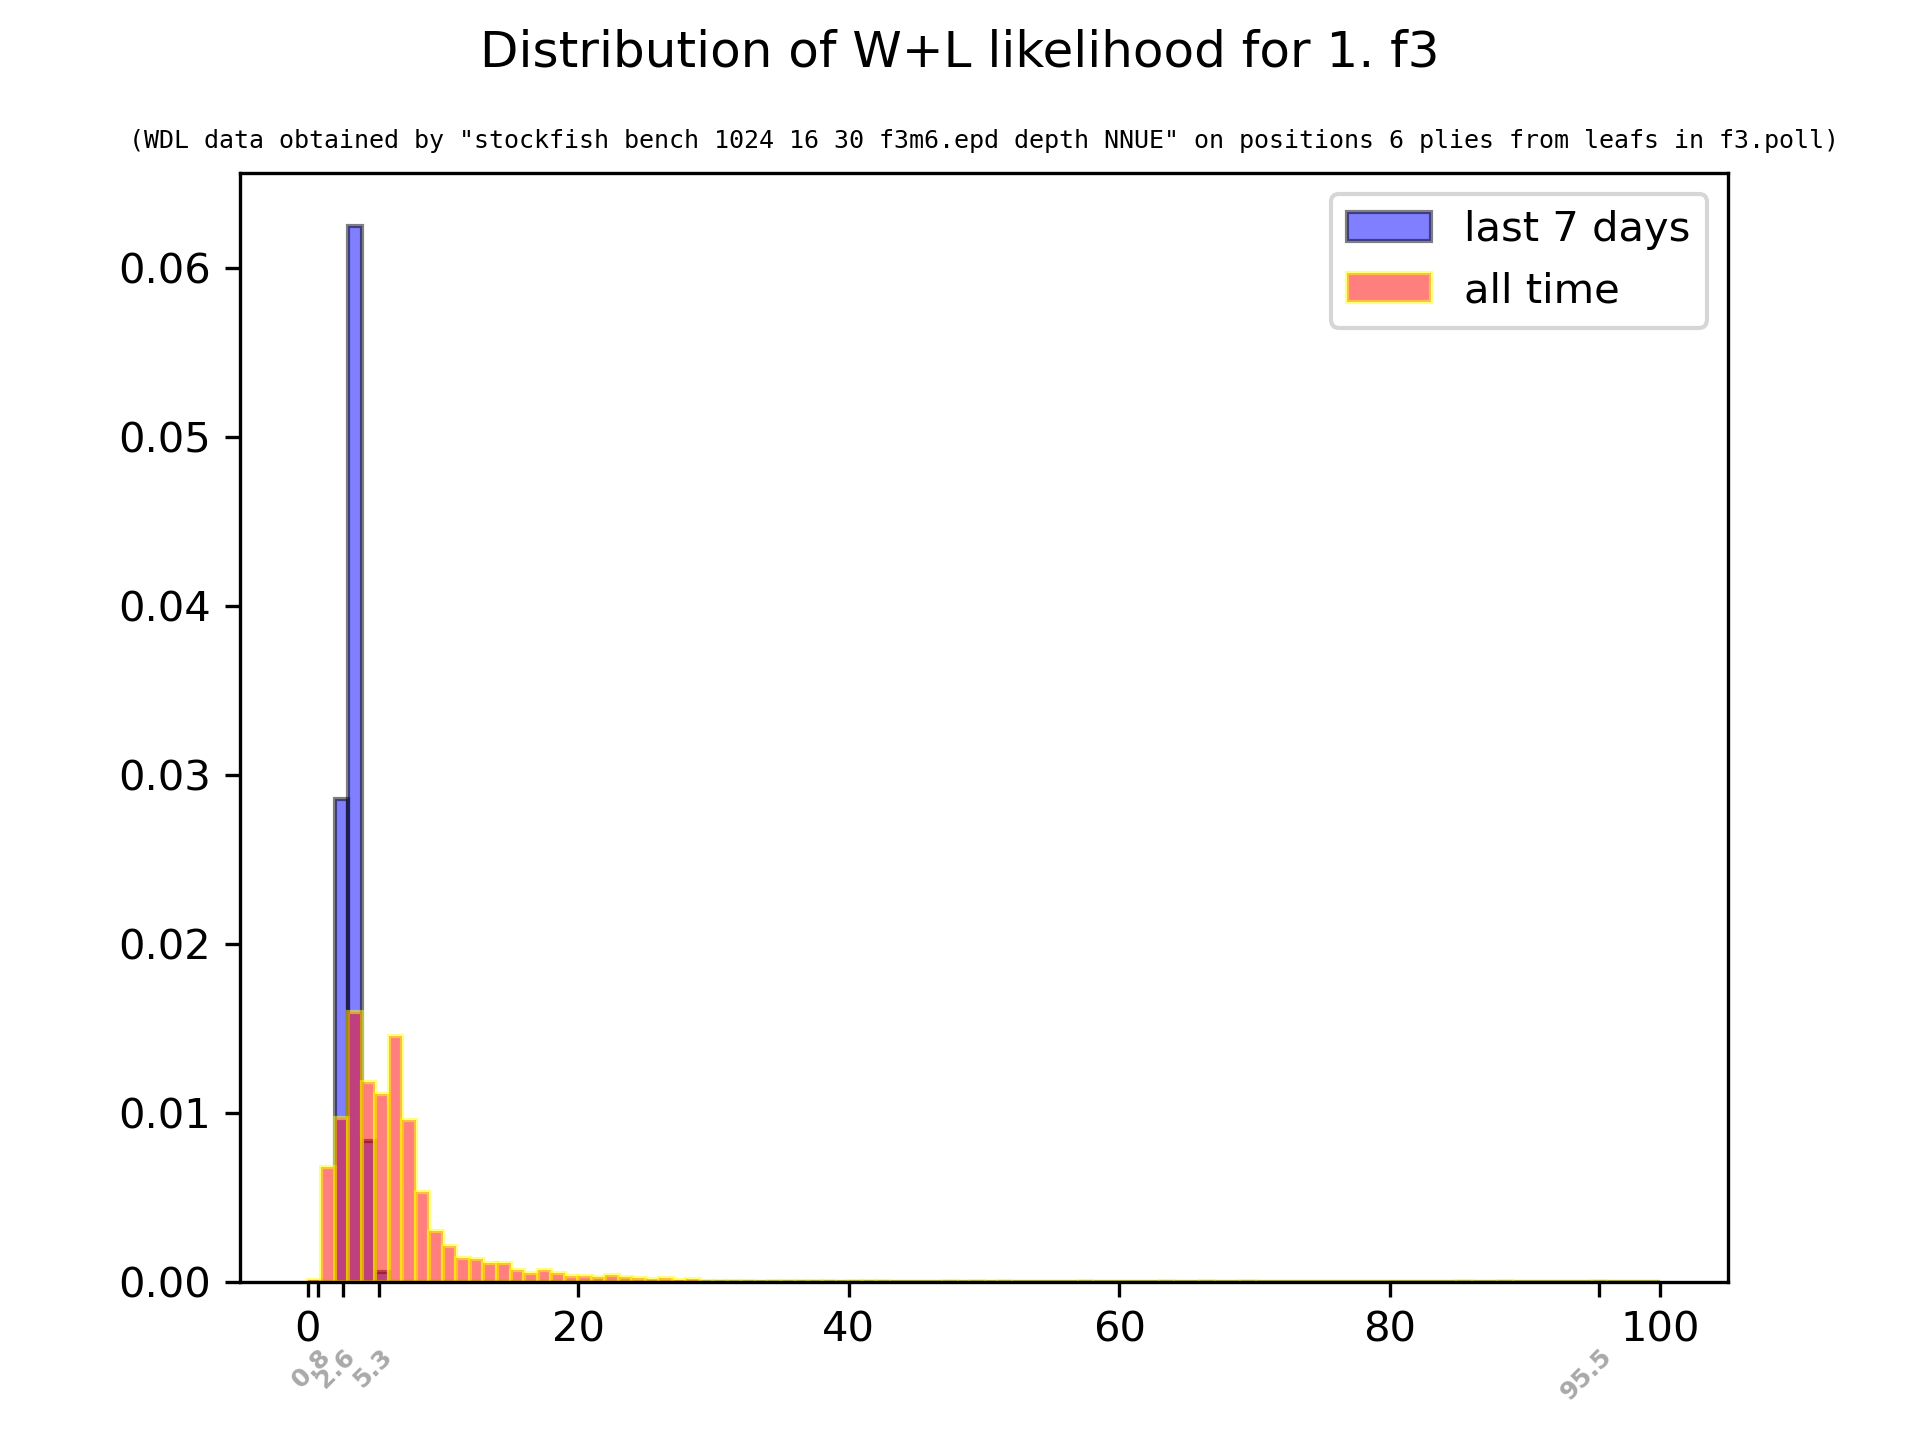 Distribution of W+L likelihood for 1. f3
(WDL data obtained by "stockfish bench 1024 16 30 f3m6.epd depth NNUE" on positions 6 plies from leafs in f3.poll)
last 7 days
all time
0.06
0.05
0.04
0.03
0.02
0.01
0.00
0 20 40 60 80 100
0.8 2.6 5.3 95.5